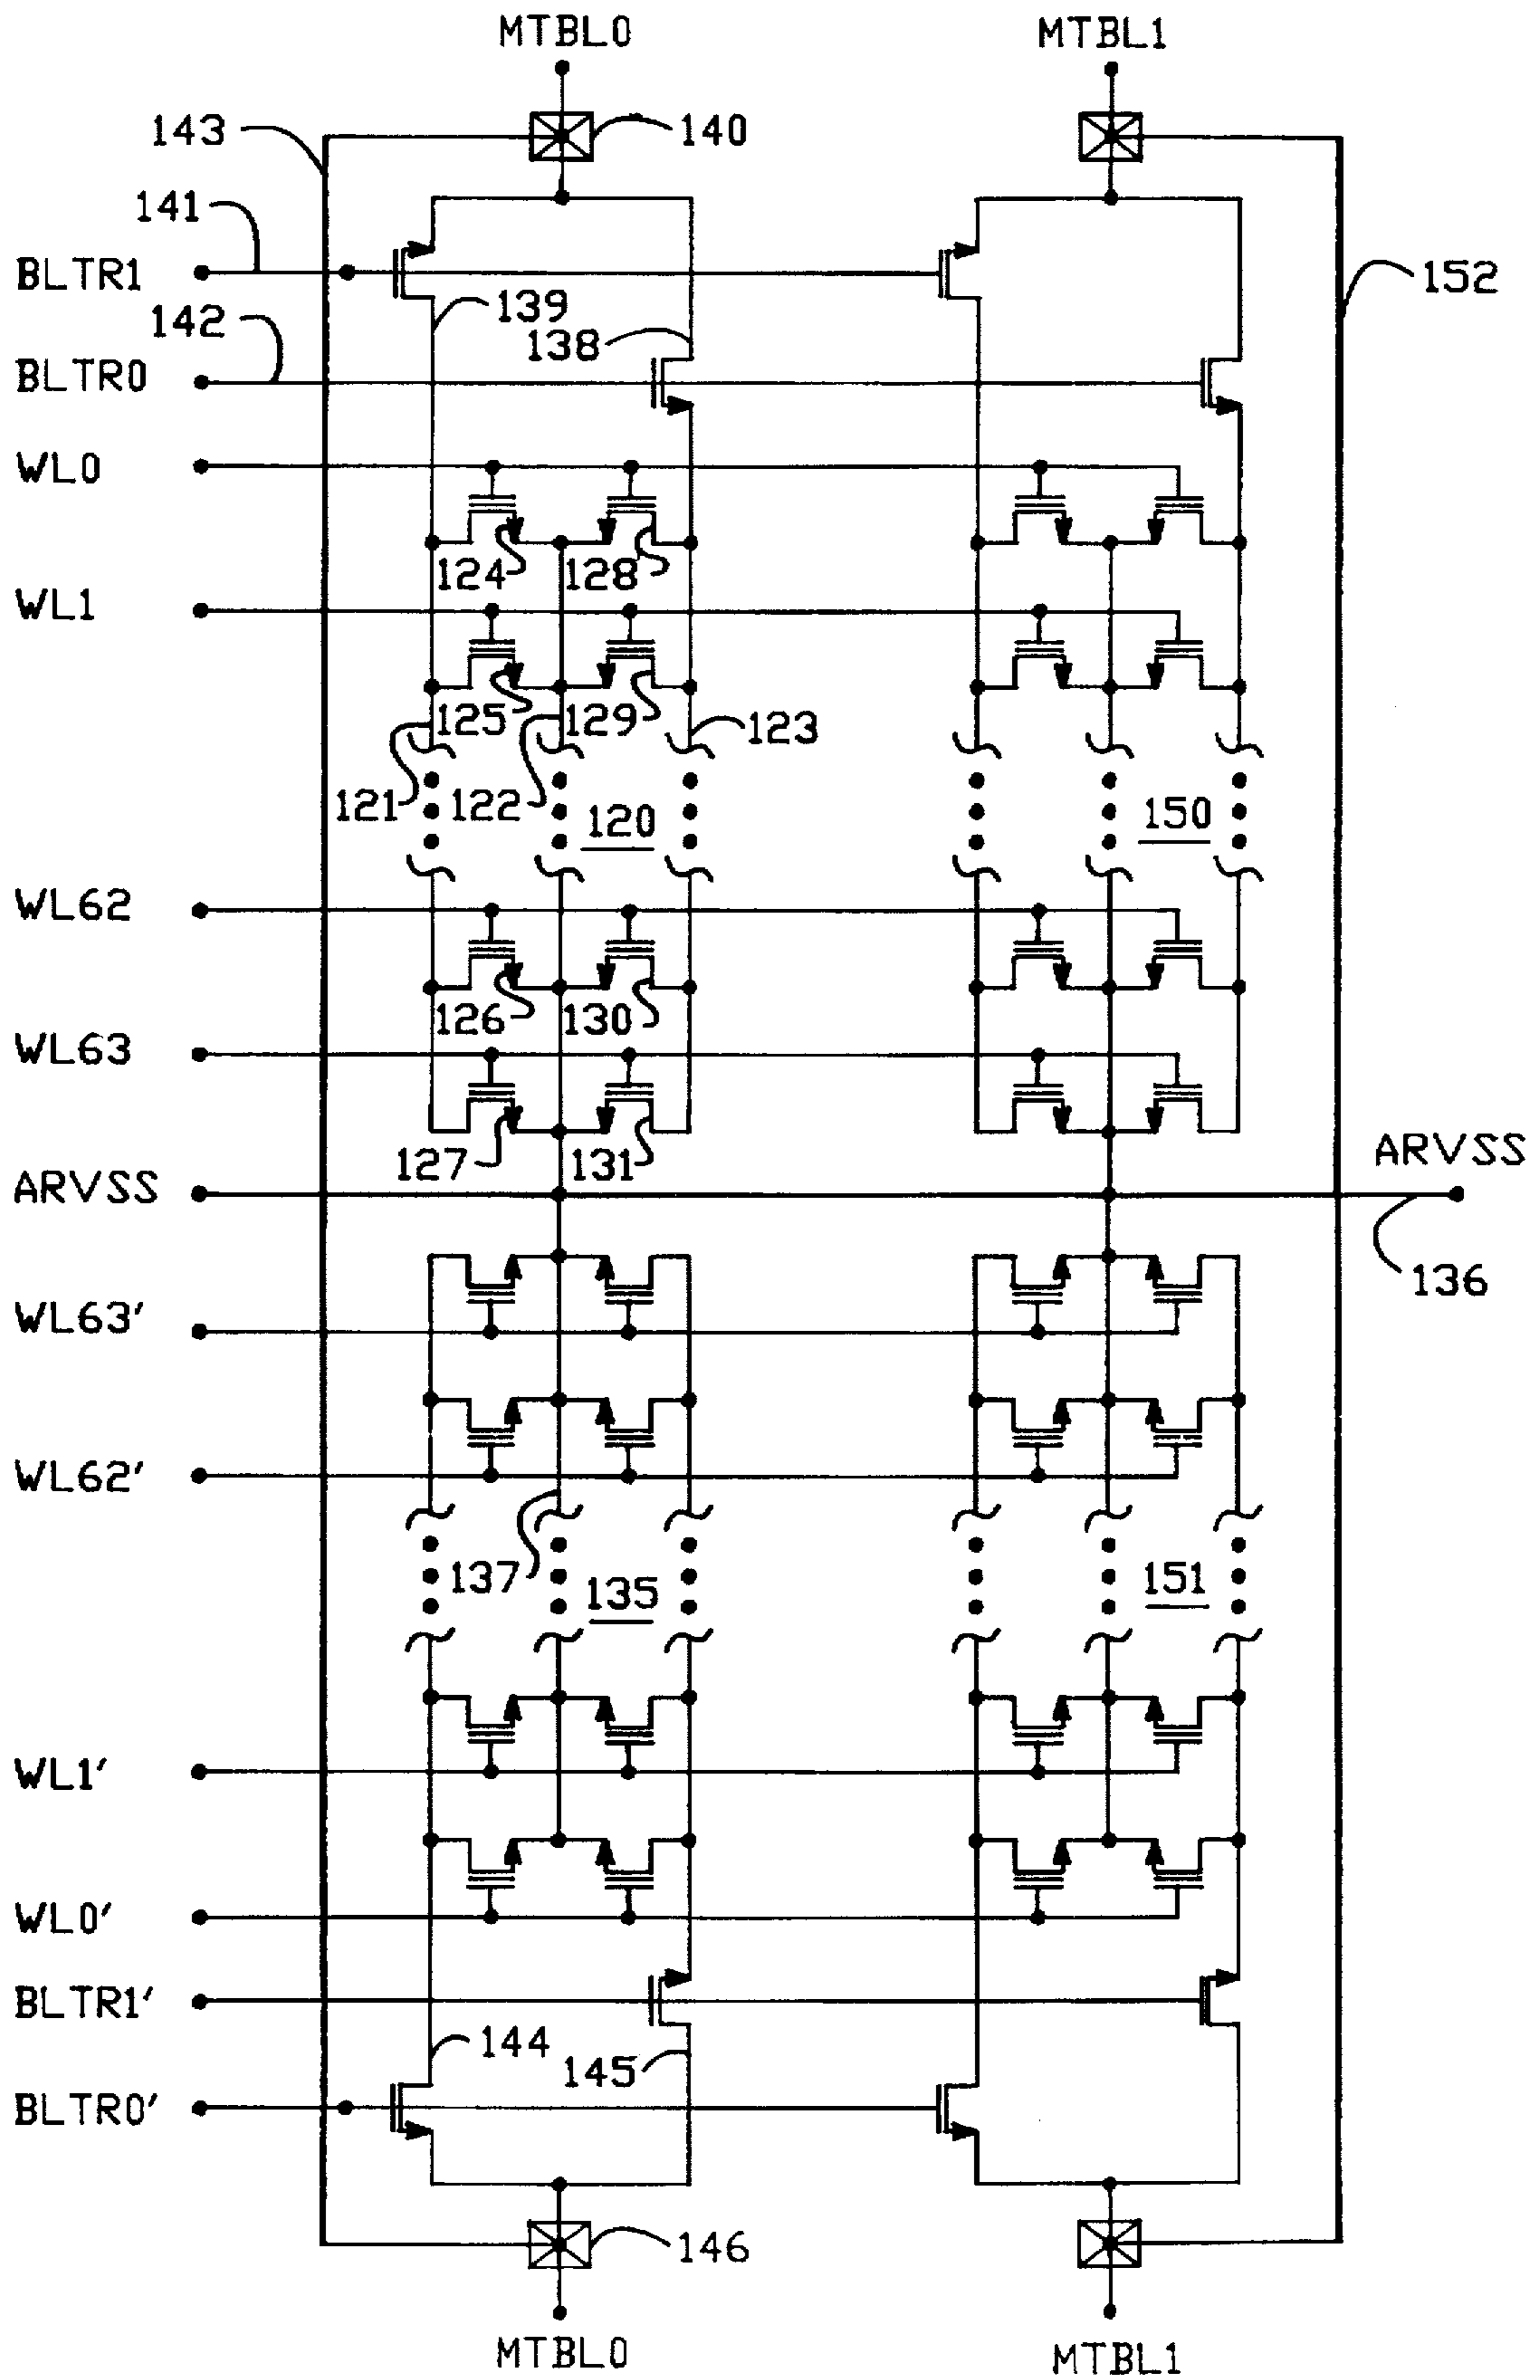 MTBL0 MTBL1
143 140
141
BLTR1 139 152
142 138
BLTR0
WL0
124 128
WL1
125 129 123
121 122 120 150
WL62
126 130
WL63
127 131 ARVSS
ARVSS
136
WL63'
WL62'
137 135 151
WL1'
WL0'
BLTR1'
144 145
BLTR0'
146
MTBL0 MTBL1